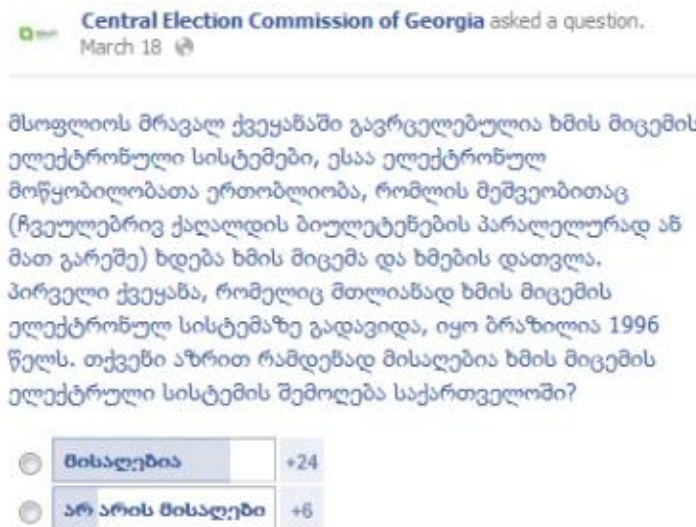 Central Election Commission of Georgia asked a question.
March 18
მსოფლიოს მრავალ ქვეყანაში გავრცელებულია ხმის მიცემის
ელექტრონული სისტემები, ესაა ელექტრონულ
მოწყობილობათა ერთობლიობა, რომლის მეშვეობითაც
(ჩვეულებრივ ქაღალდის ბიულეტენების პარალელურად ან
მათ გარეშე) ხდება ხმის მიცემა და ხმების დათვლა.
პირველი ქვეყანა, რომელიც მთლიანად ხმის მიცემის
ელექტრონულ სისტემაზე გადავიდა, იყო ბრაზილია 1996
წელს. თქვენი აზრით რამდენად მისაღებია ხმის მიცემის
ელექტრული სისტემის შემოღება საქართველოში?
მისაღებია +24
არ არის მისაღები +6